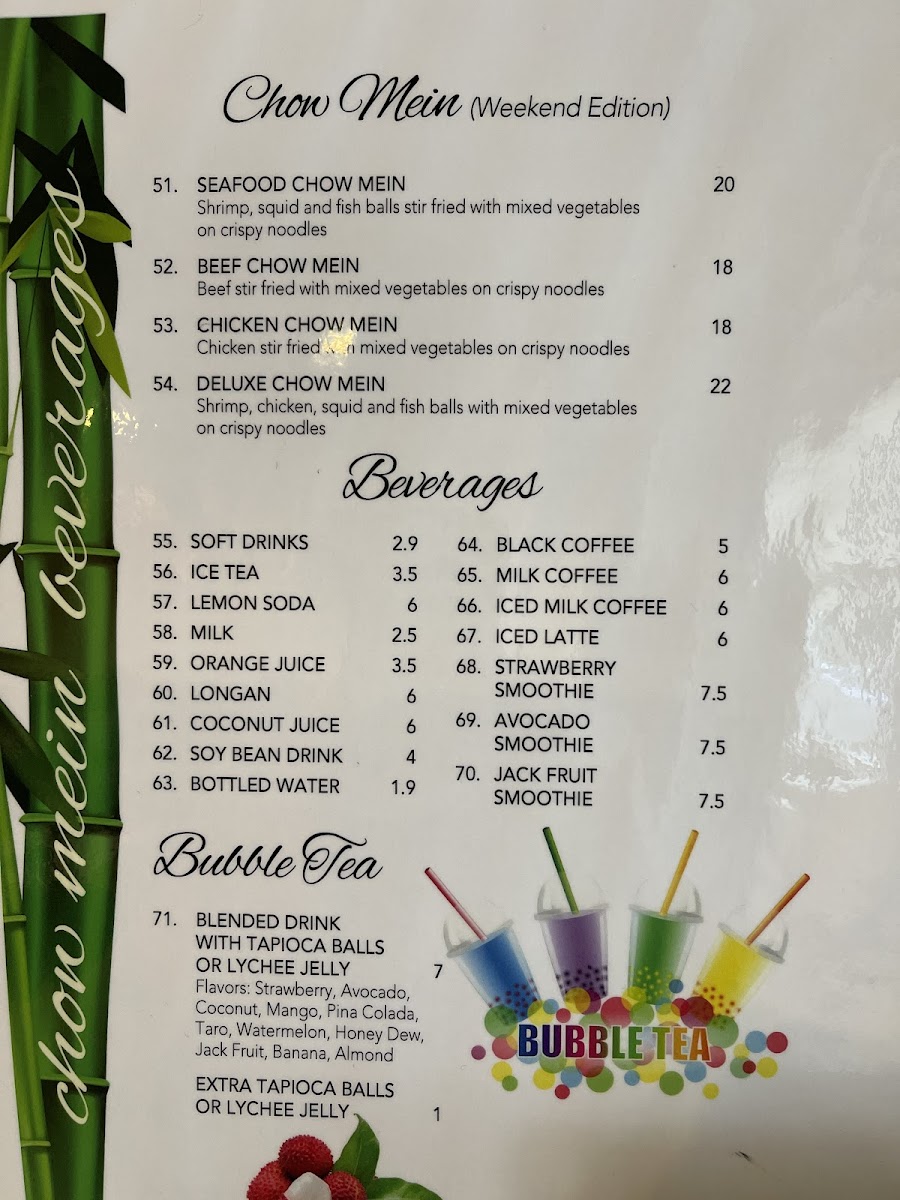 Chow Mein (Weekend Edition)
51. SEAFOOD CHOW MEIN 20
Shrimp, squid and fish balls stir fried with mixed vegetables
on crispy noodles
52. BEEF CHOW MEIN 18
Beef stir fried with mixed vegetables on crispy noodles
53. CHICKEN CHOW MEIN 18
Chicken stir fried mixed vegetables on crispy noodles
54. DELUXE CHOW MEIN 22
Shrimp, chicken, squid and fish balls with mixed vegetables
on crispy noodles
Beverages
55. SOFT DRINKS 2.9
56. ICE TEA 3.5
57. LEMON SODA 6
58. MILK 2.5
59. ORANGE JUICE 3.5
60. LONGAN 6
61. COCONUT JUICE 6
62. SOY BEAN DRINK 4
63. BOTTLED WATER 1.9
64. BLACK COFFEE 5
65. MILK COFFEE 6
66. ICED MILK COFFEE 6
67. ICED LATTE 6
68. STRAWBERRY
SMOOTHIE 7.5
69. AVOCADO
SMOOTHIE 7.5
70. JACK FRUIT
SMOOTHIE 7.5
Bubble Tea
71. BLENDED DRINK
WITH TAPIOCA BALLS
OR LYCHEE JELLY 7
Flavors: Strawberry, Avocado,
Coconut, Mango, Pina Colada,
Taro, Watermelon, Honey Dew,
Jack Fruit, Banana, Almond
EXTRA TAPIOCA BALLS
OR LYCHEE JELLY 1
BUBBLE TEA
chow mein beverages